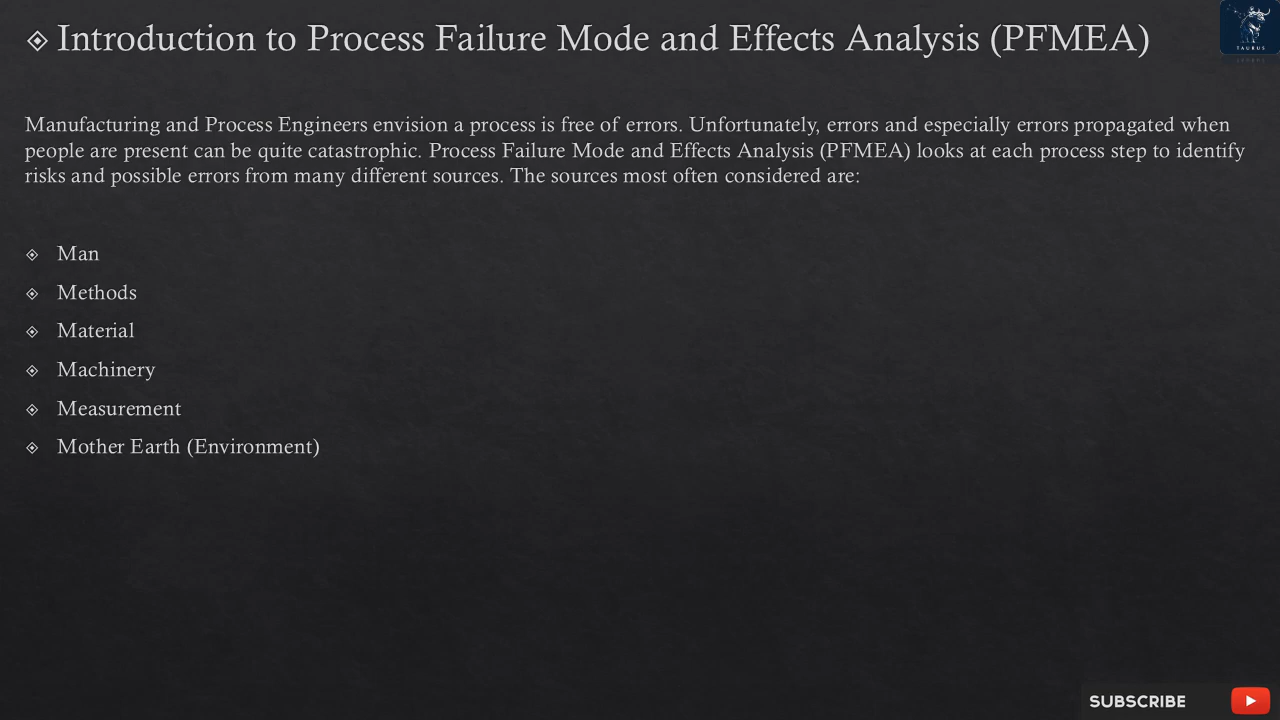 Introduction to Process Failure Mode and Effects Analysis (PFMEA)
TAURUS
Manufacturing and Process Engineers envision a process is free of errors. Unfortunately, errors and especially errors propagated when
people are present can be quite catastrophic. Process Failure Mode and Effects Analysis (PFMEA) looks at each process step to identify
risks and possible errors from many different sources. The sources most often considered are:
Man
Methods
Material
Machinery
Measurement
Mother Earth (Environment)
SUBSCRIBE